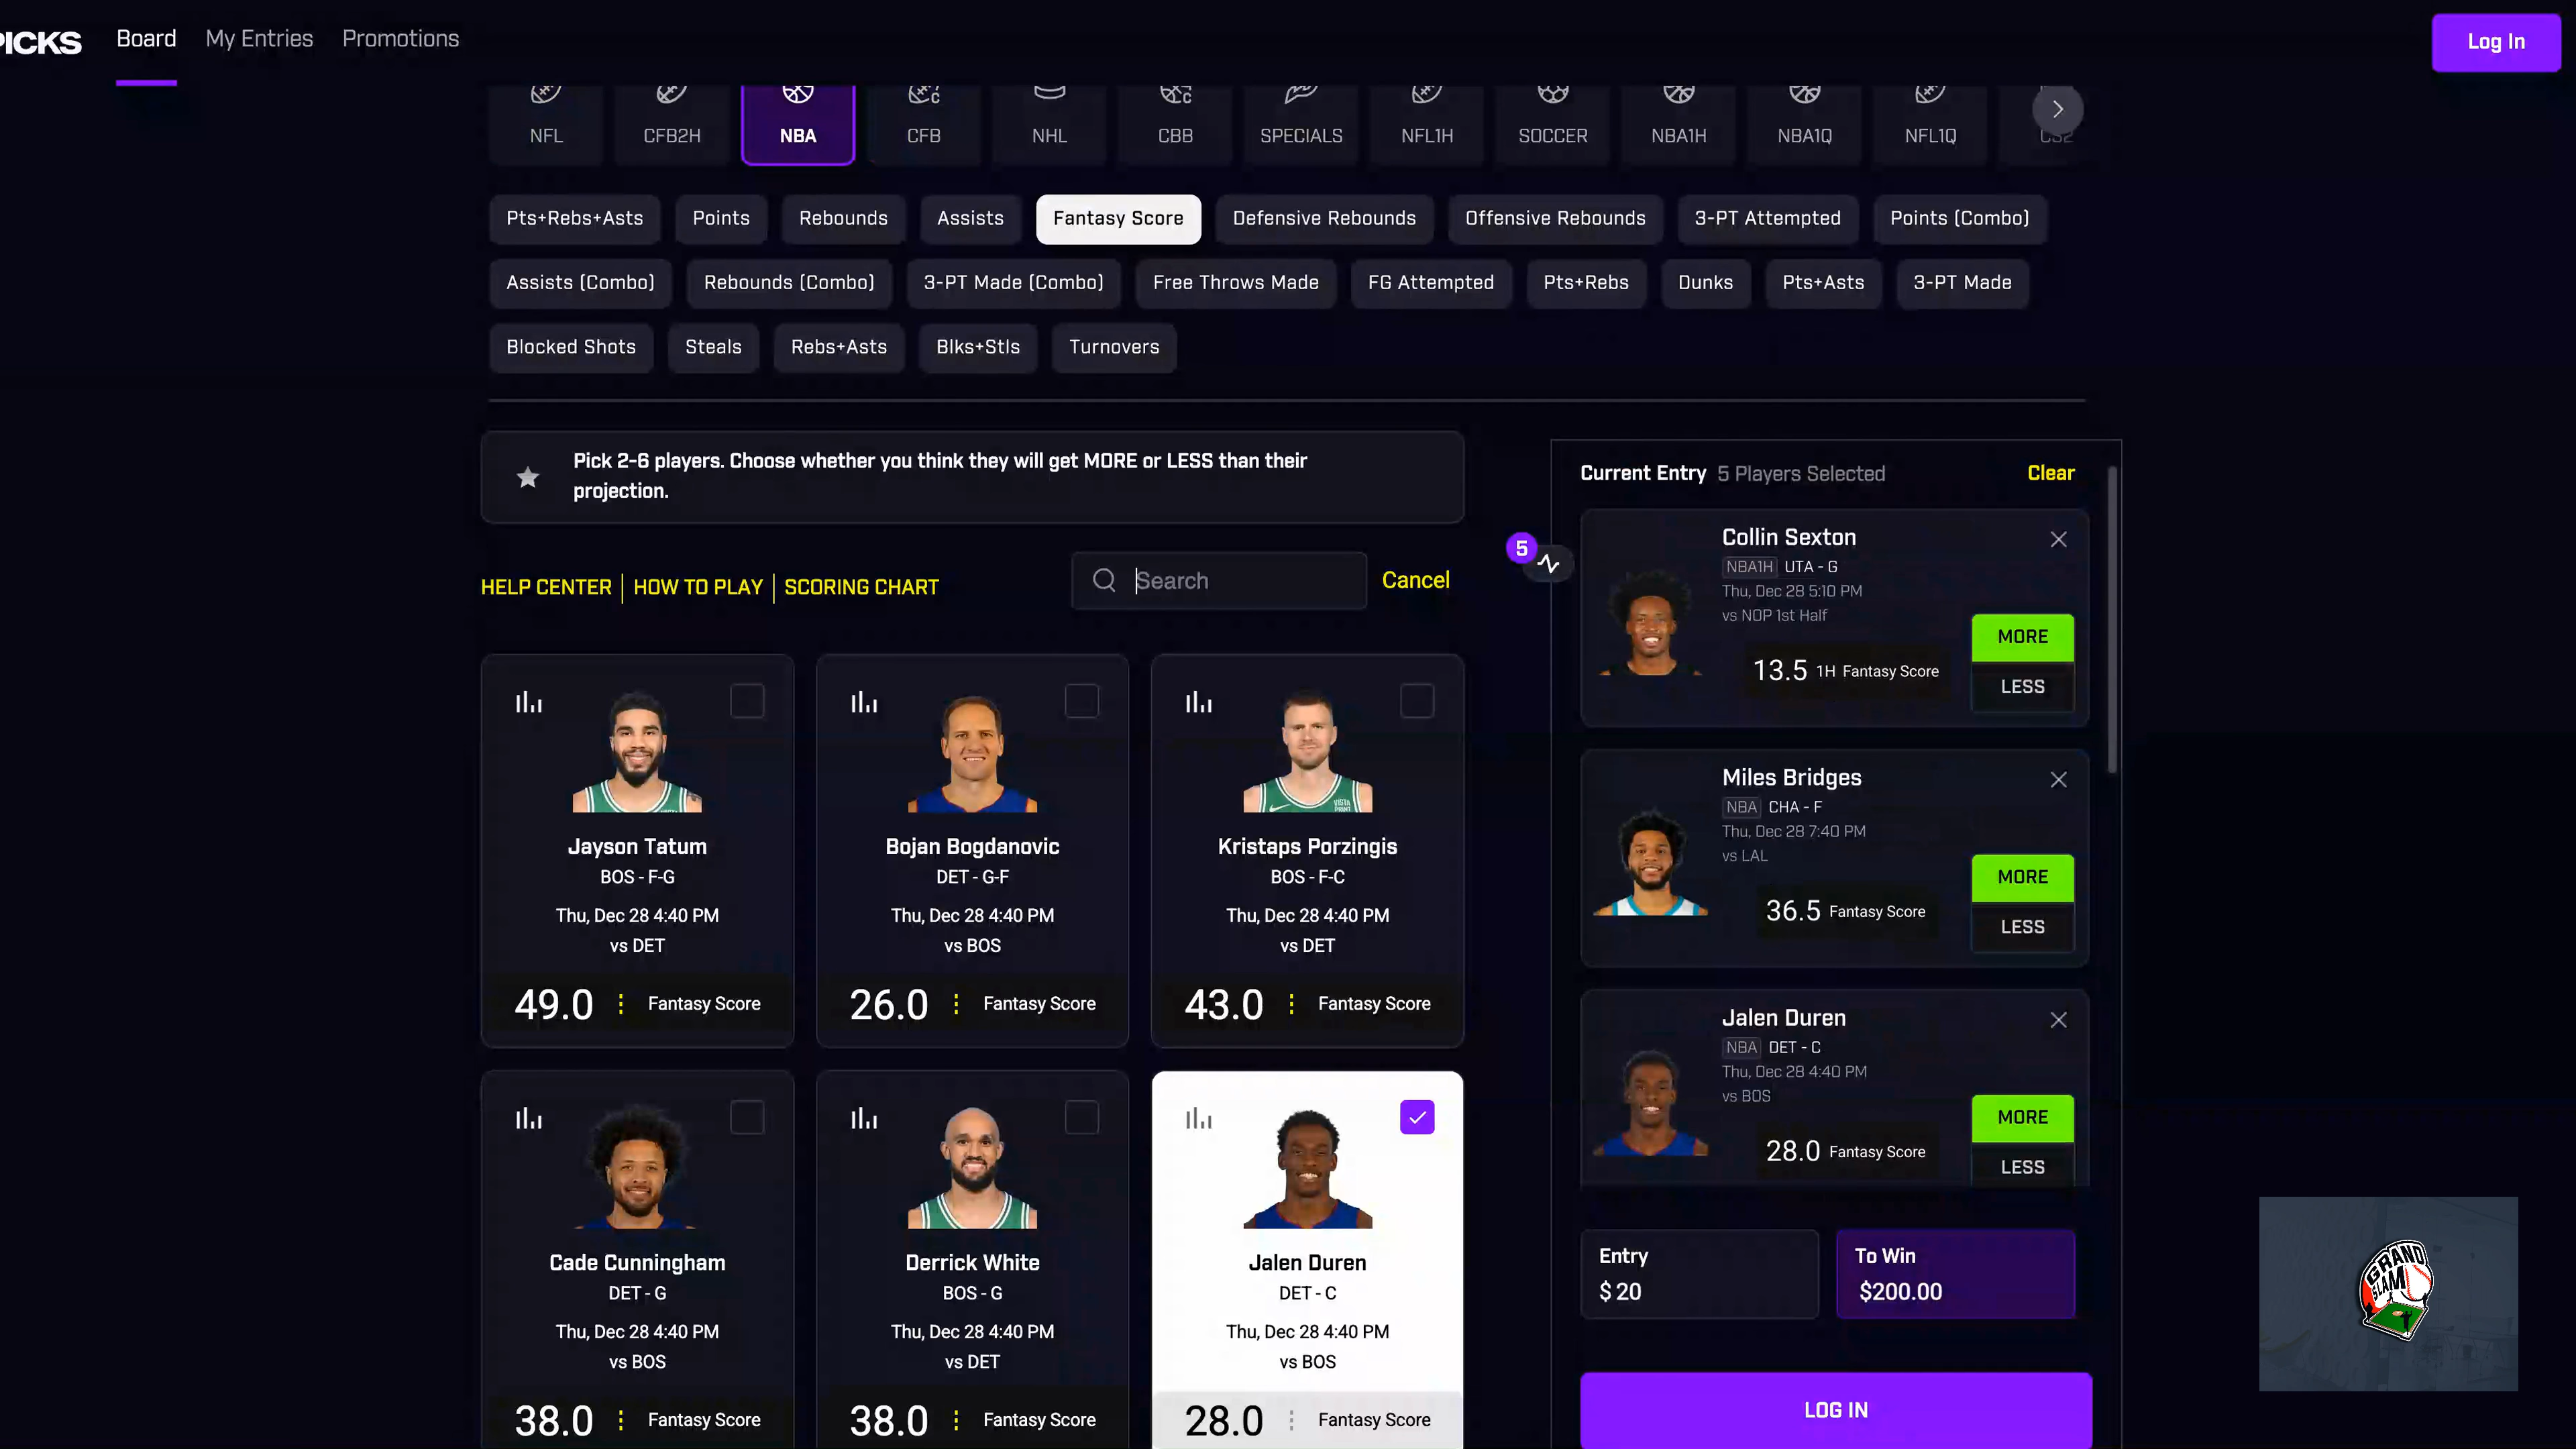 PICKS
Board
My Entries
Promotions
Log In
NFL
CFB2H
NBA
CFB
NHL
CBB
SPECIALS
NFL1H
SOCCER
NBA1H
NBA1Q
NFL1Q
CS2
Pts+Rebs+Asts
Points
Rebounds
Assists
Fantasy Score
Defensive Rebounds
Offensive Rebounds
3-PT Attempted
Points (Combo)
Assists (Combo)
Rebounds (Combo)
3-PT Made (Combo)
Free Throws Made
FG Attempted
Pts+Rebs
Dunks
Pts+Asts
3-PT Made
Blocked Shots
Steals
Rebs+Asts
Blks+Stls
Turnovers
Pick 2-6 players. Choose whether you think they will get MORE or LESS than their
projection.
HELP CENTER
HOW TO PLAY
SCORING CHART
Search
Cancel
Jayson Tatum
BOS - F-G
Thu, Dec 28 4:40 PM
vs DET
49.0 Fantasy Score
Bojan Bogdanovic
DET - G-F
Thu, Dec 28 4:40 PM
vs BOS
26.0 Fantasy Score
Kristaps Porzingis
BOS - F-C
Thu, Dec 28 4:40 PM
vs DET
43.0 Fantasy Score
Cade Cunningham
DET - G
Thu, Dec 28 4:40 PM
vs BOS
38.0 Fantasy Score
Derrick White
BOS - G
Thu, Dec 28 4:40 PM
vs DET
38.0 Fantasy Score
Jalen Duren
DET - C
Thu, Dec 28 4:40 PM
vs BOS
28.0 Fantasy Score
5
Current Entry 5 Players Selected
Clear
Collin Sexton
NBA1H UTA - G
Thu, Dec 28 5:10 PM
vs NOP 1st Half
13.5 1H Fantasy Score
MORE
LESS
Miles Bridges
NBA CHA - F
Thu, Dec 28 7:40 PM
vs LAL
36.5 Fantasy Score
MORE
LESS
Jalen Duren
NBA DET - C
Thu, Dec 28 4:40 PM
vs BOS
28.0 Fantasy Score
MORE
LESS
Entry
$ 20
To Win
$200.00
LOG IN
GRAND
SLAM